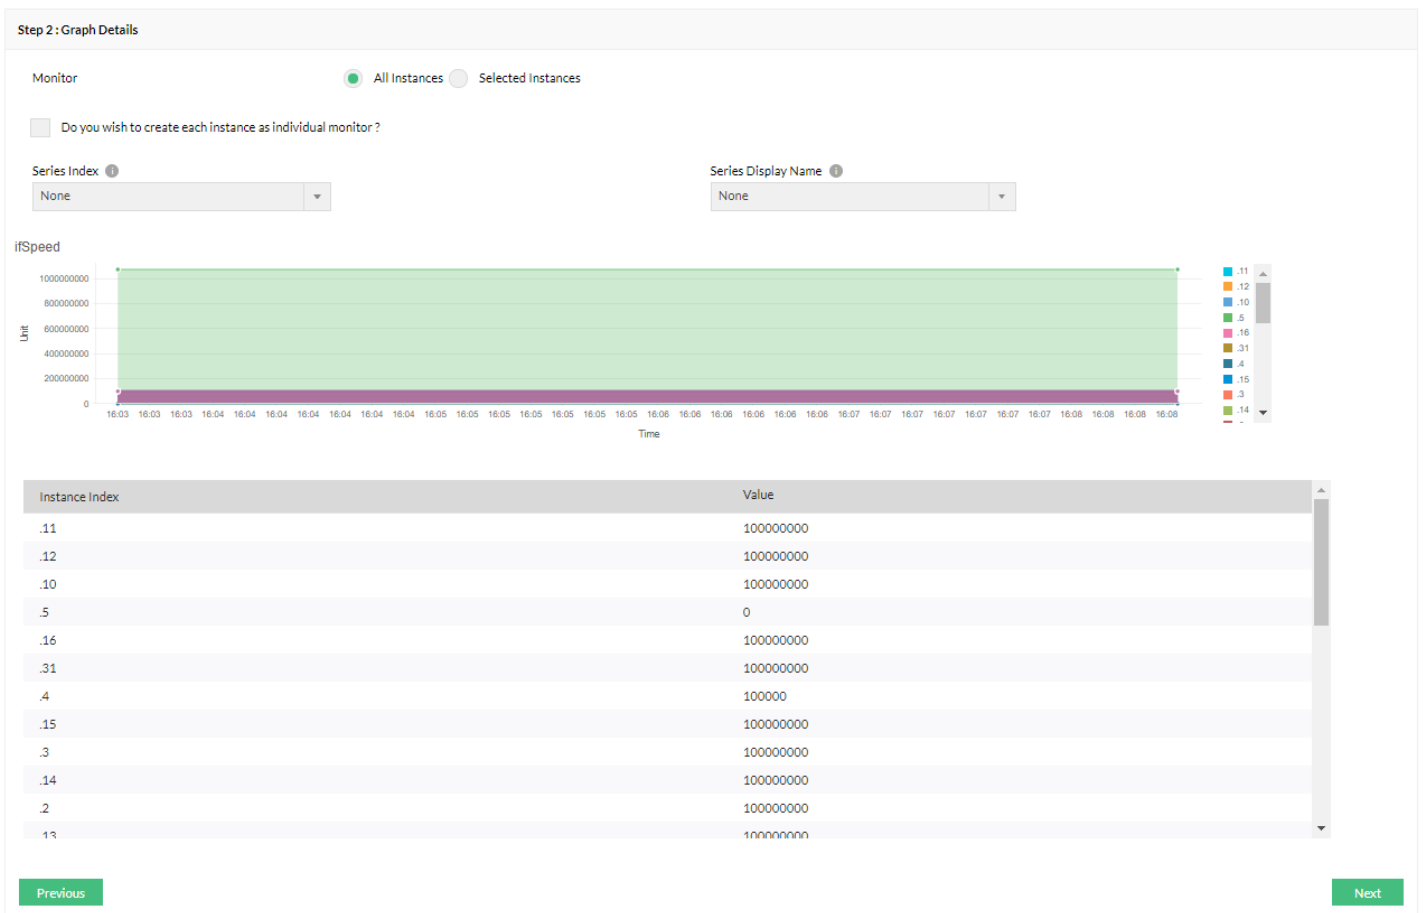 Step 2 : Graph Details
Monitor All Instances Selected Instances
Do you wish to create each instance as individual monitor ?
Series Index Series Display Name
None None
ifSpeed
1000000000
800000000
600000000
400000000
200000000
0
Unit
16:03 16:03 16:03 16:04 16:04 16:04 16:04 16:04 16:04 16:04 16:05 16:05 16:05 16:05 16:05 16:05 16:05 16:06 16:06 16:06 16:06 16:06 16:06 16:07 16:07 16:07 16:07 16:07 16:07 16:07 16:08 16:08 16:08 16:08
Time
.11
.12
.10
.5
.16
.31
.4
.15
.3
.14
Instance Index Value
.11 100000000
.12 100000000
.10 100000000
.5 0
.16 100000000
.31 100000000
.4 100000
.15 100000000
.3 100000000
.14 100000000
.2 100000000
.13 100000000
Previous Next